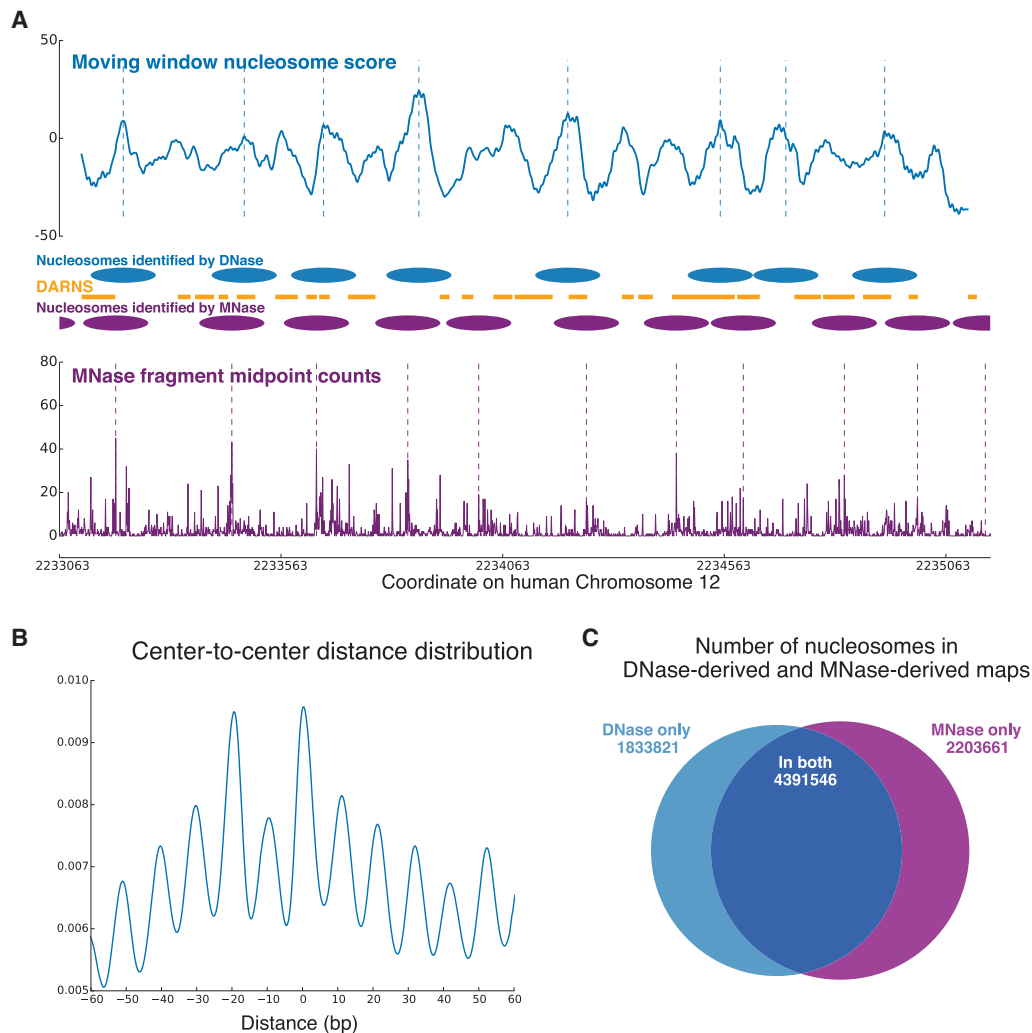 A
50
Moving window nucleosome score
0
-50
Nucleosomes identified by DNase
DARNS
Nucleosomes identified by MNase
80
MNase fragment midpoint counts
60
40
20
0
2233063 2233563 2234063 2234563 2235063
Coordinate on human Chromosome 12
B
Center-to-center distance distribution
0.010
0.009
0.008
0.007
0.006
0.005
−60 −50 −40 −30 −20 −10 0 10 20 30 40 50 60
Distance (bp)
C
Number of nucleosomes in
DNase-derived and MNase-derived maps
DNase only
1833821
MNase only
2203661
In both
4391546